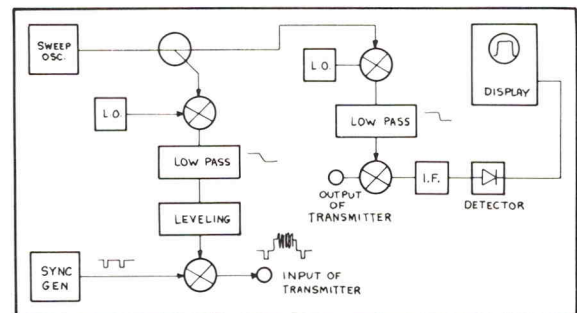 SWEEP
OSC.
L.O.
L.O.
DISPLAY
LOW PASS
LOW PASS
OUTPUT
OF
TRANSMITTER
I.F.
DETECTOR
LEVELING
SYNC
GEN
INPUT OF
TRANSMITTER